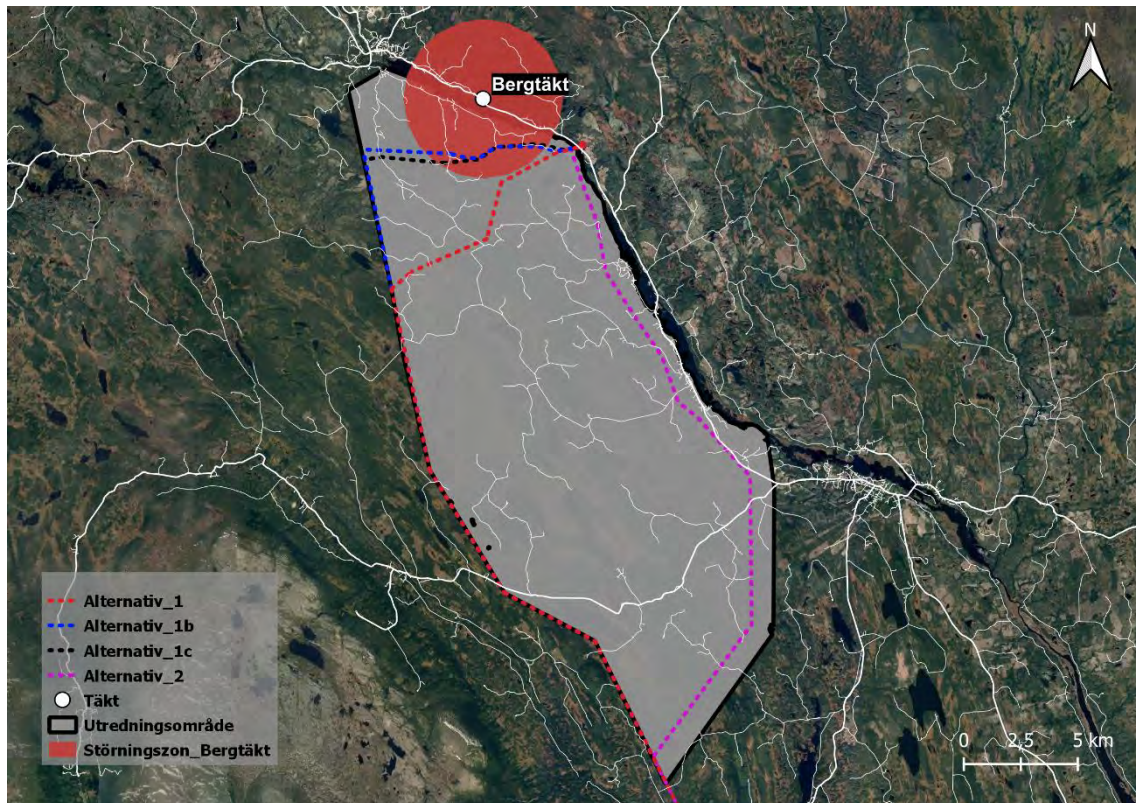 N
Bergtäkt
Alternativ_1
Alternativ_1b
Alternativ_1c
Alternativ_2
Täkt
Utredningsområde
Störningszon_Bergtäkt
0 2,5 5 km